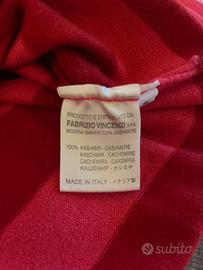 PRODOTTO E DISTRIBUITO DA:
FABRIZIO VINCENZI S.P.A.
MODENA MANIFATTURA CASHMERE
100% KASHMIR - CASHMERE
KASCHMIR - CACHEMIRE
CACHEMIRE - CAXEMIRA
КАШЕМИР - カシミヤ
MADE IN ITALY - イタリア製
subito